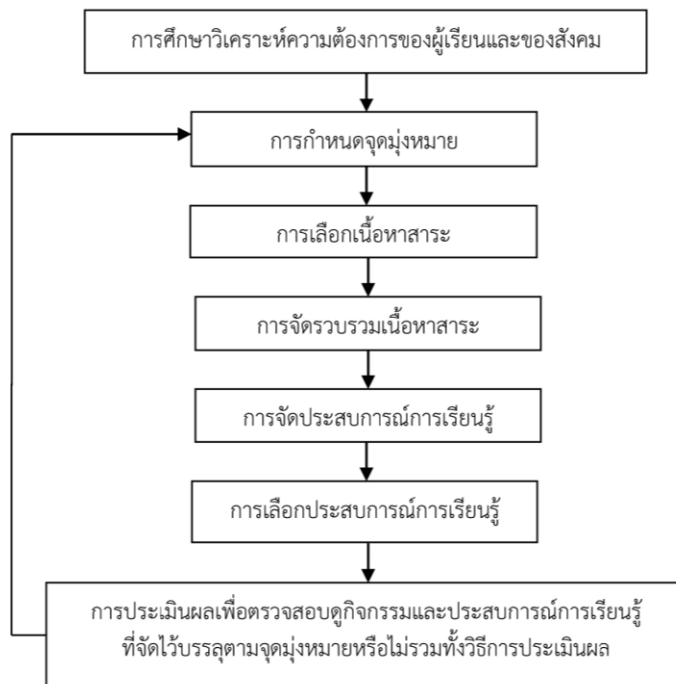 การศึกษาวิเคราะห์ความต้องการของผู้เรียนและของสังคม
การกำหนดจุดมุ่งหมาย
การเลือกเนื้อหาสาระ
การจัดรวบรวมเนื้อหาสาระ
การจัดประสบการณ์การเรียนรู้
การเลือกประสบการณ์การเรียนรู้
การประเมินผลเพื่อตรวจสอบดูกิจกรรมและประสบการณ์การเรียนรู้
ที่จัดไว้บรรลุตามจุดมุ่งหมายหรือไม่รวมทั้งวิธีการประเมินผล